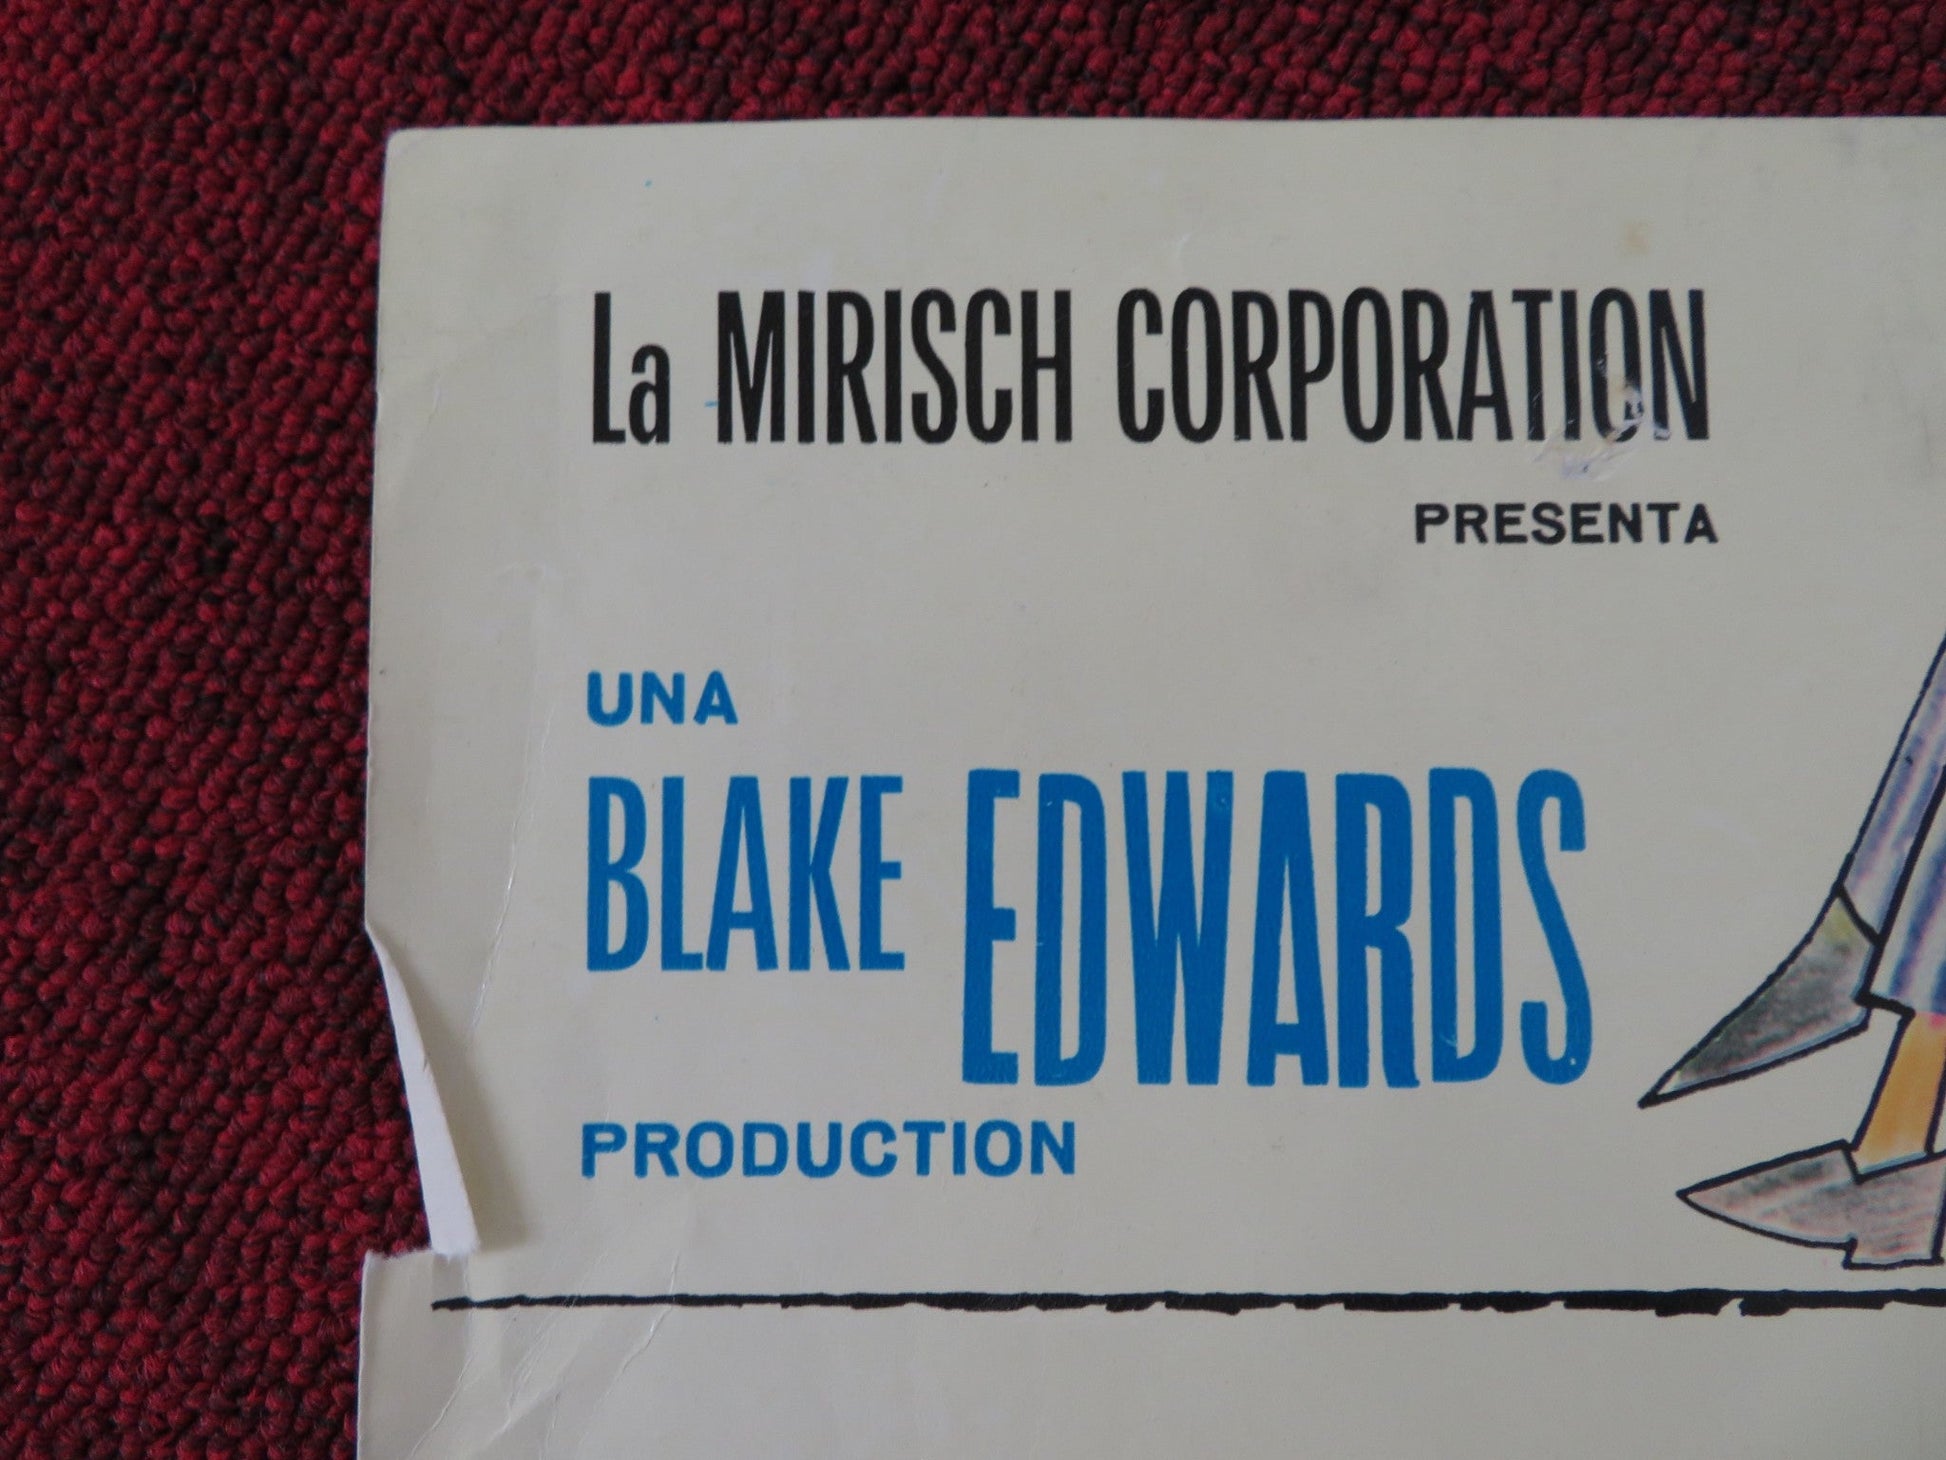 La MIRISCH CORPORATION
PRESENTA
UNA
BLAKE EDWARDS
PRODUCTION